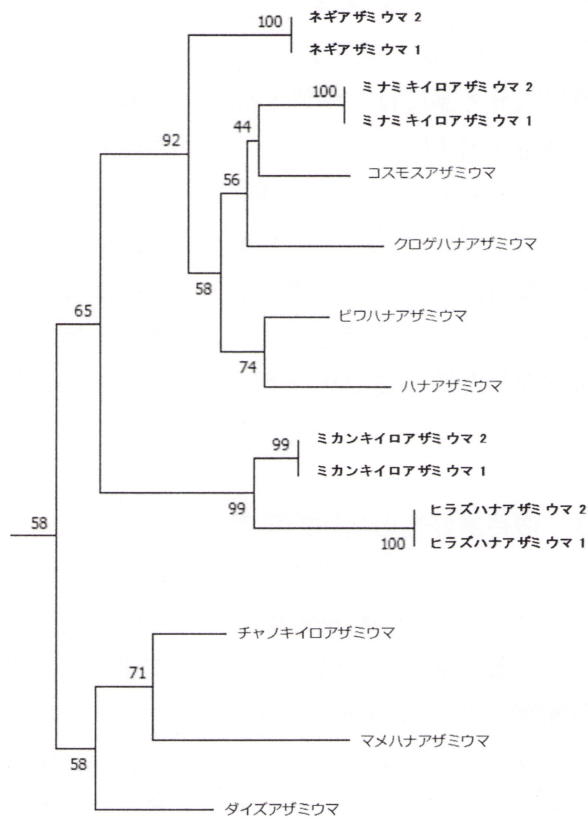 100
ネギアザミウマ 2
ネギアザミウマ 1
100
ミナミキイロアザミウマ 2
ミナミキイロアザミウマ 1
44
92
コスモスアザミウマ
56
クロゲハナアザミウマ
58
65
ビワハナアザミウマ
74
ハナアザミウマ
99
ミカンキイロアザミウマ 2
ミカンキイロアザミウマ 1
99
ヒラズハナアザミウマ 2
58
100
ヒラズハナアザミウマ 1
チャノキイロアザミウマ
71
マメハナアザミウマ
58
ダイズアザミウマ